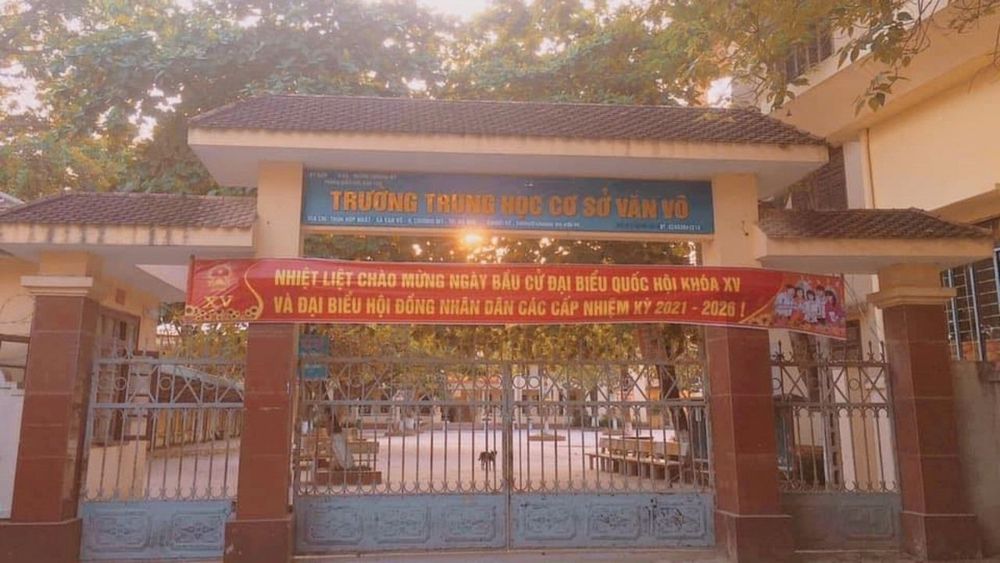 TRƯỜNG TRUNG HỌC CƠ SỞ VĂN VÕ
NHIỆT LIỆT CHÀO MỪNG NGÀY BẦU CỬ ĐẠI BIỂU QUỐC HỘI KHÓA XV
VÀ ĐẠI BIỂU HỘI ĐỒNG NHÂN DÂN CÁC CẤP NHIỆM KỲ 2021 - 2026 !
XV